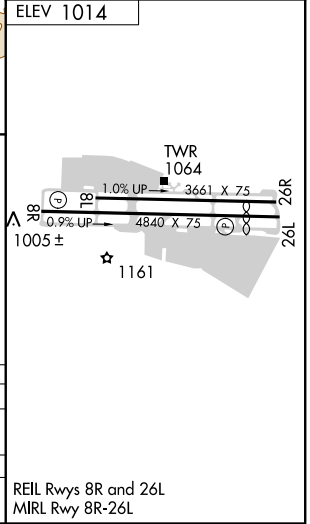 ELEV 1014
TWR
1064
1.0% UP 3661 X 75
26R
8L
P
8R
0.9% UP 4840 X 75
P
26L
1005 ±
1161
REIL Rwys 8R and 26L
MIRL Rwy 8R-26L